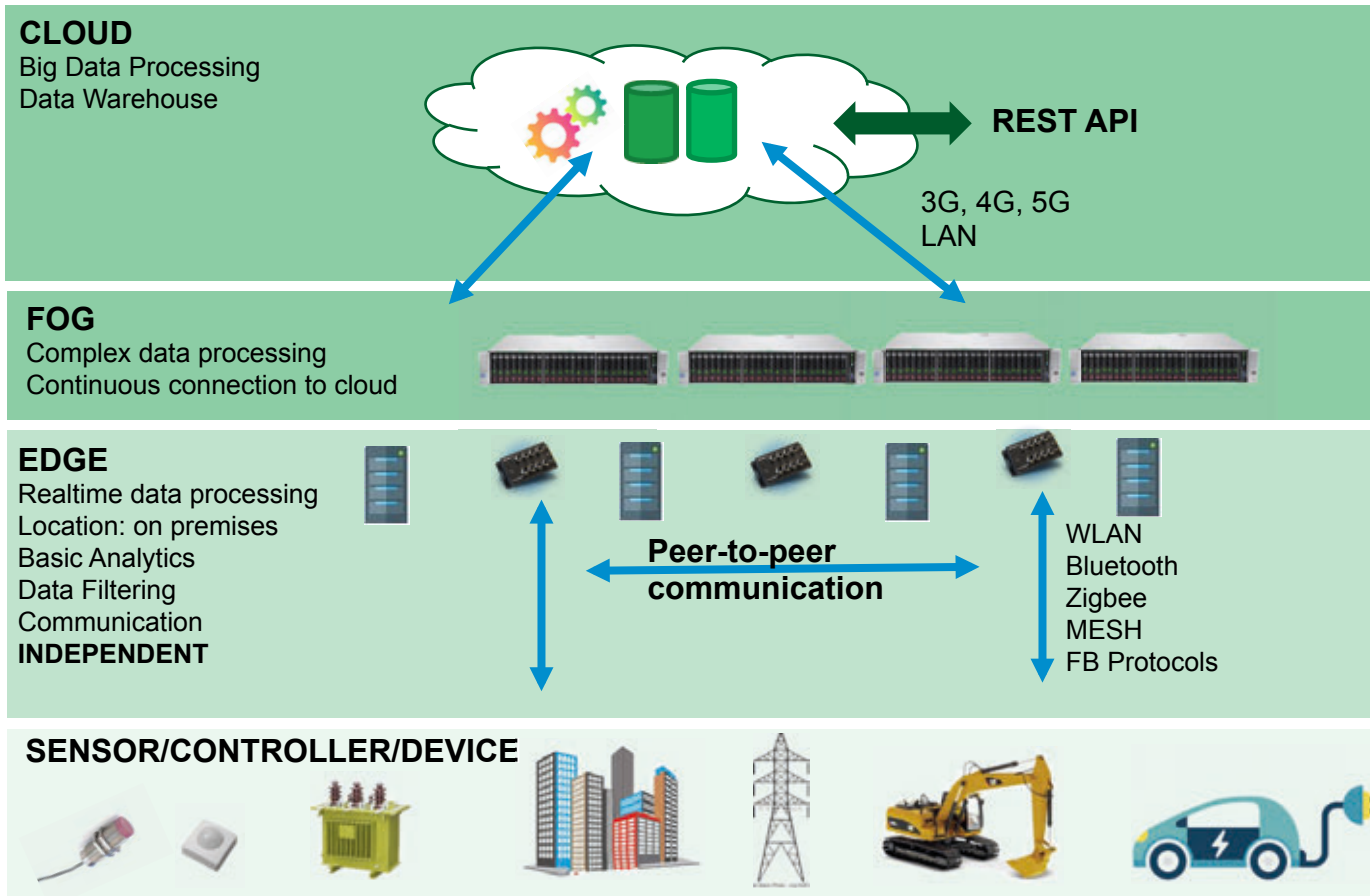 CLOUD
Big Data Processing
Data Warehouse
REST API
3G, 4G, 5G
LAN
FOG
Complex data processing
Continuous connection to cloud
EDGE
Realtime data processing
Location: on premises
Basic Analytics
Data Filtering
Communication
INDEPENDENT
Peer-to-peer
communication
WLAN
Bluetooth
Zigbee
MESH
FB Protocols
SENSOR/CONTROLLER/DEVICE